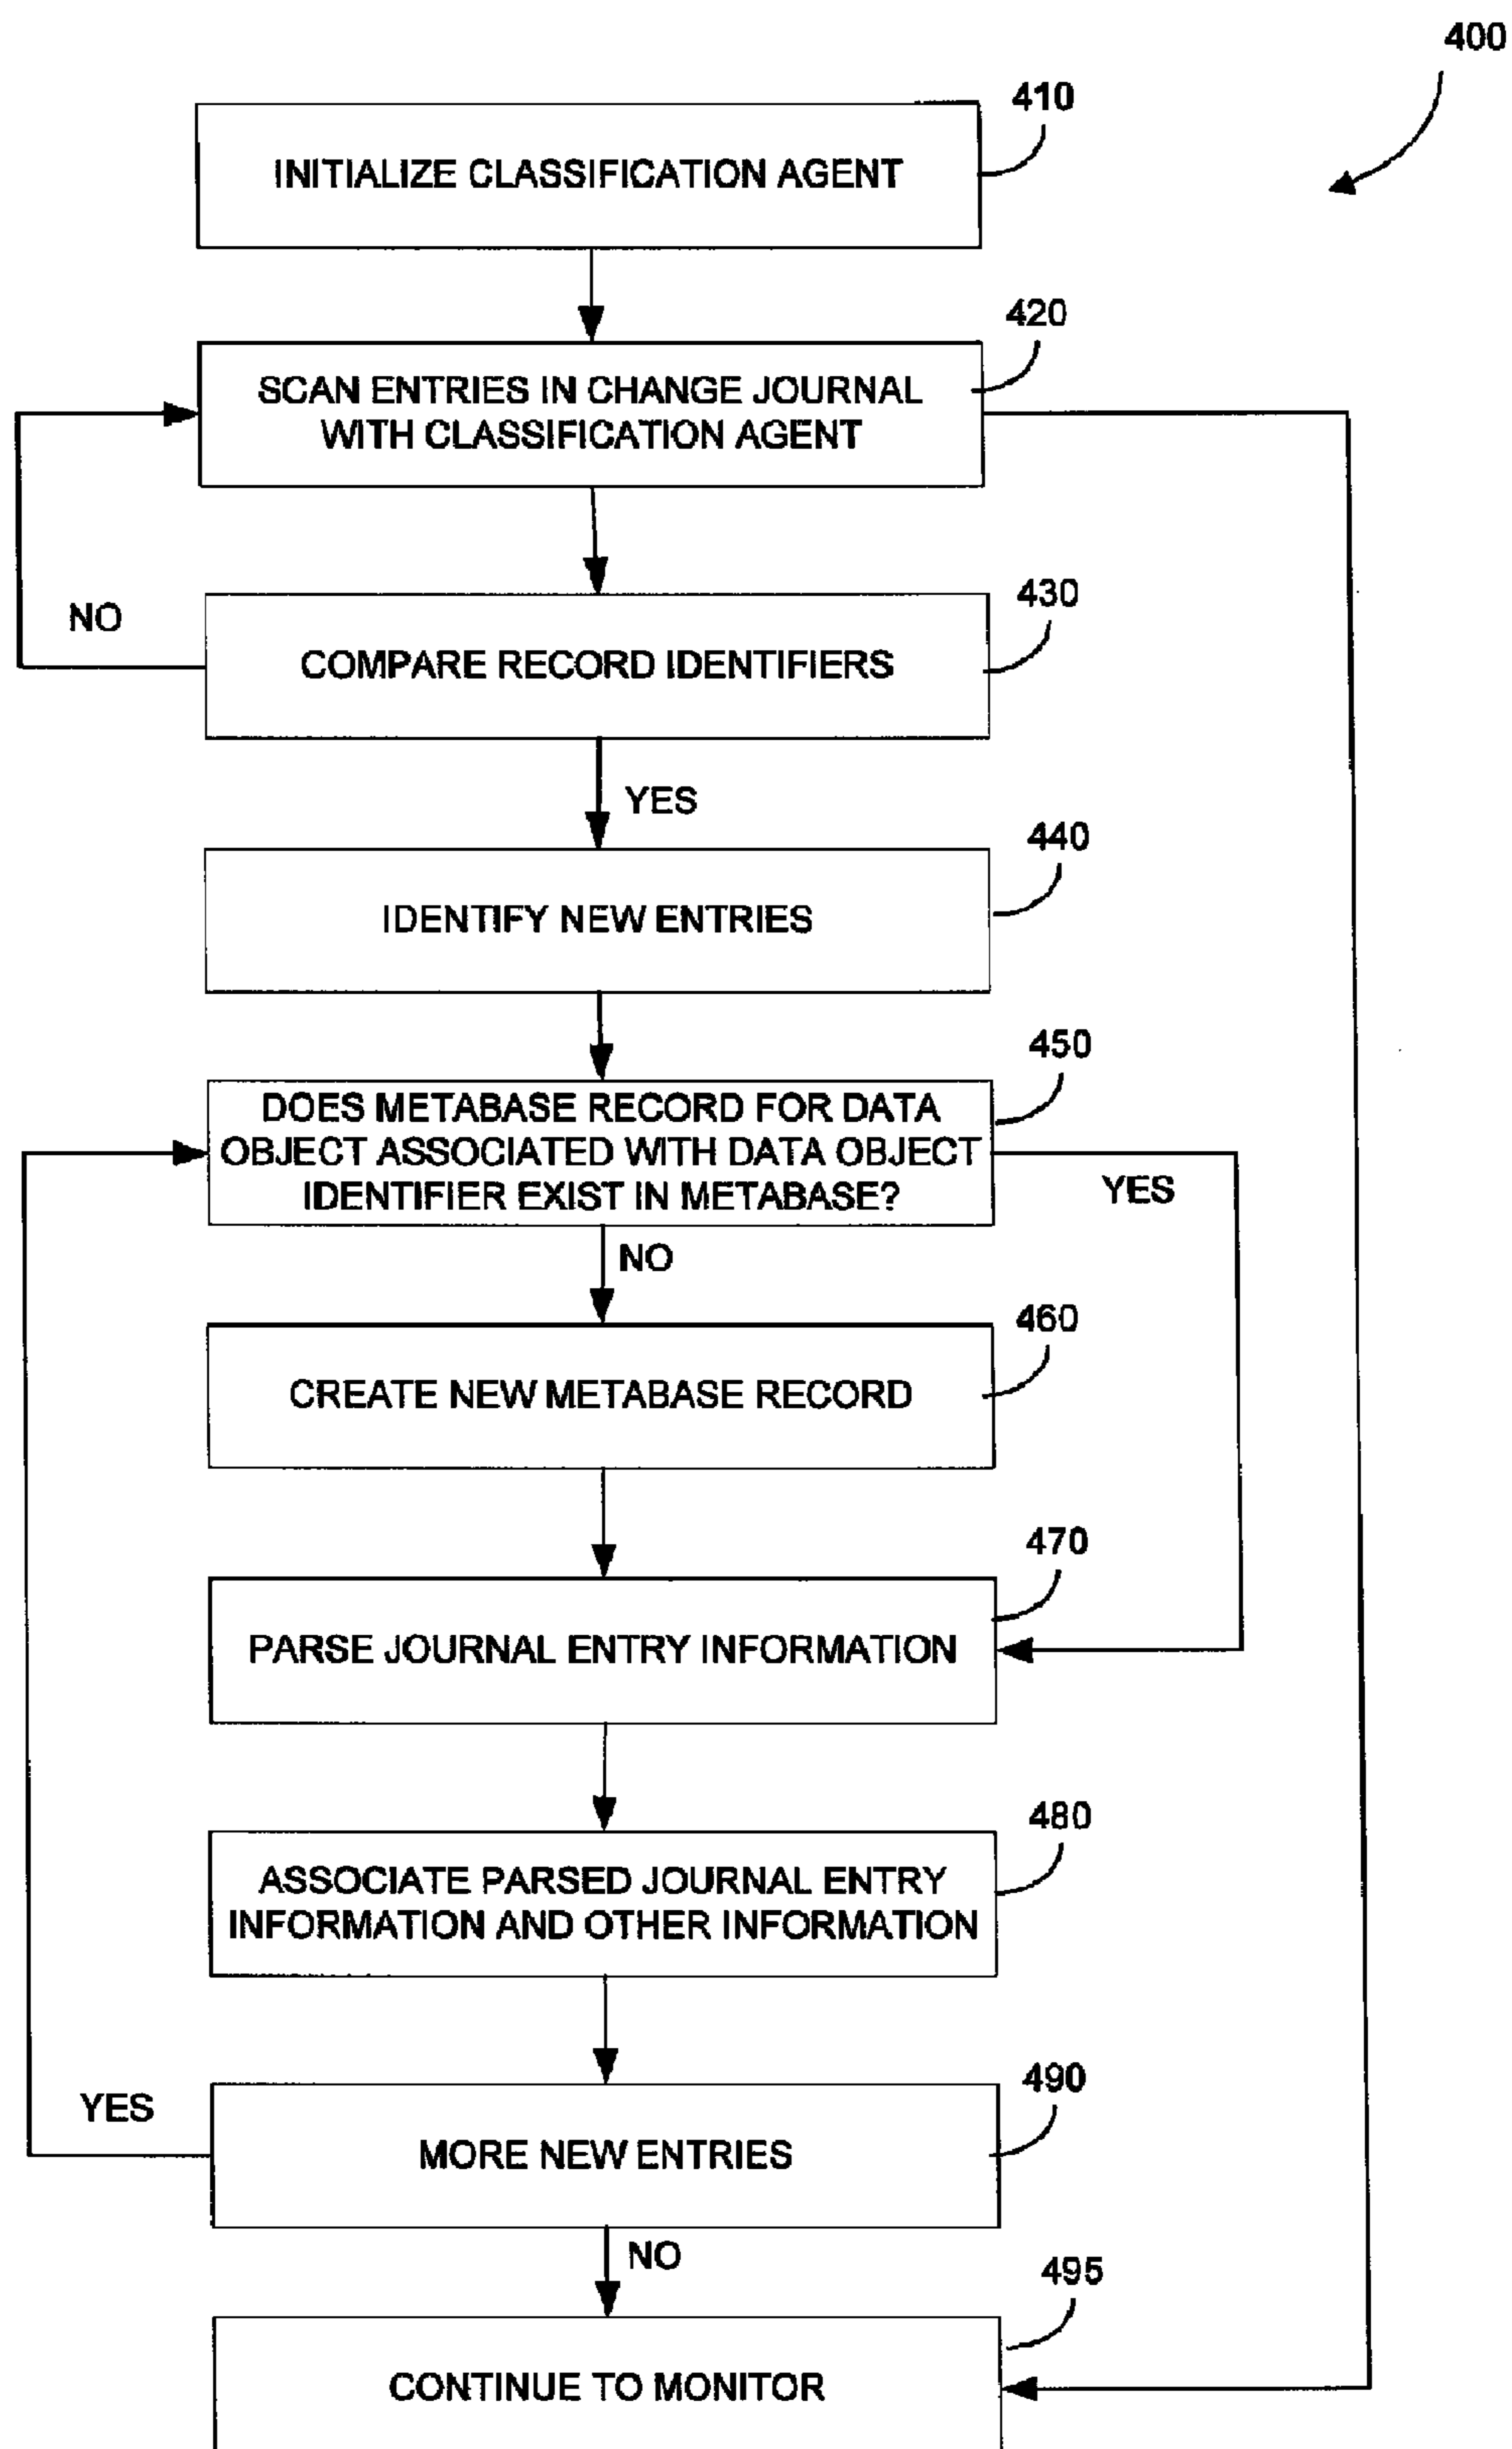 400
410
INITIALIZE CLASSIFICATION AGENT
420
SCAN ENTRIES IN CHANGE JOURNAL
WITH CLASSIFICATION AGENT
430
NO
COMPARE RECORD IDENTIFIERS
YES
440
IDENTIFY NEW ENTRIES
450
DOES METABASE RECORD FOR DATA
OBJECT ASSOCIATED WITH DATA OBJECT
IDENTIFIER EXIST IN METABASE?
YES
NO
460
CREATE NEW METABASE RECORD
470
PARSE JOURNAL ENTRY INFORMATION
480
ASSOCIATE PARSED JOURNAL ENTRY
INFORMATION AND OTHER INFORMATION
490
YES
MORE NEW ENTRIES
NO
495
CONTINUE TO MONITOR